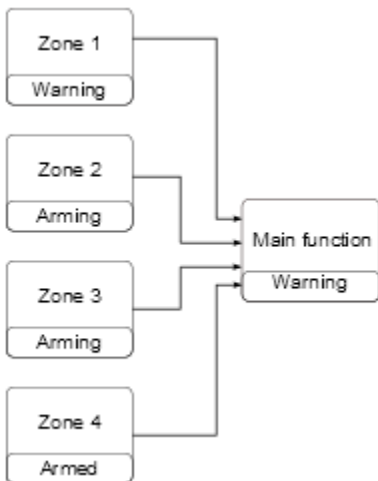 Zone 1
Warning
Zone 2
Arming
Main function
Warning
Zone 3
Arming
Zone 4
Armed